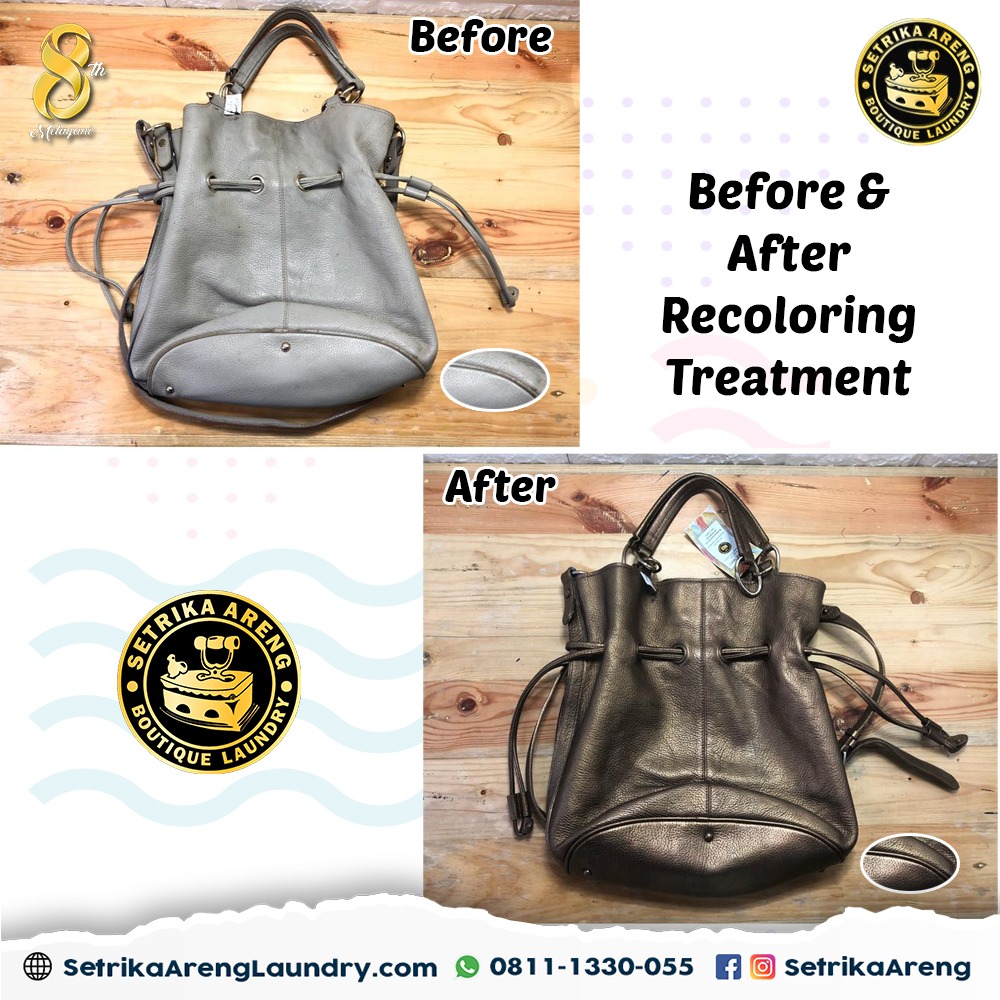 8th
Melayani
Before
SETRIKA ARENG
BOUTIQUE LAUNDRY
Before &
After
Recoloring
Treatment
After
SETRIKA ARENG
BOUTIQUE LAUNDRY
SetrikaArengLaundry.com 0811-1330-055 SetrikaAreng